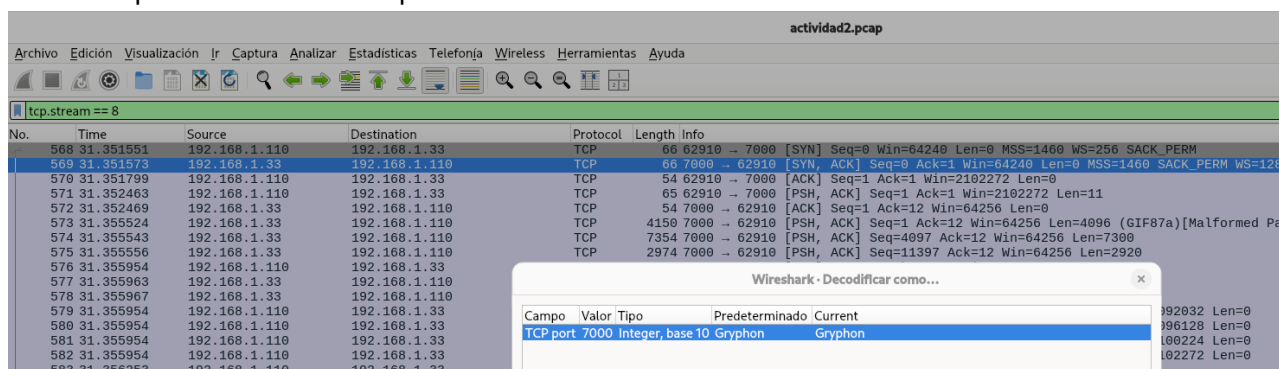 actividad2.pcap
Archivo Edición Visualización Ir Captura Analizar Estadísticas Telefonía Wireless Herramientas Ayuda
tcp.stream == 8
No. Time Source Destination Protocol Length Info
568 31.351551 192.168.1.110 192.168.1.33 TCP 66 62910 → 7000 [SYN] Seq=0 Win=64240 Len=0 MSS=1460 WS=256 SACK_PERM
569 31.351573 192.168.1.33 192.168.1.110 TCP 66 7000 → 62910 [SYN, ACK] Seq=0 Ack=1 Win=64240 Len=0 MSS=1460 SACK_PERM WS=128
570 31.351799 192.168.1.110 192.168.1.33 TCP 54 62910 → 7000 [ACK] Seq=1 Ack=1 Win=2102272 Len=0
571 31.352463 192.168.1.110 192.168.1.33 TCP 65 62910 → 7000 [PSH, ACK] Seq=1 Ack=1 Win=2102272 Len=11
572 31.352469 192.168.1.33 192.168.1.110 TCP 54 7000 → 62910 [ACK] Seq=1 Ack=12 Win=64256 Len=0
573 31.355524 192.168.1.33 192.168.1.110 TCP 4150 7000 → 62910 [PSH, ACK] Seq=1 Ack=12 Win=64256 Len=4096 (GIF87a)[Malformed Pa
574 31.355543 192.168.1.33 192.168.1.110 TCP 7354 7000 → 62910 [PSH, ACK] Seq=4097 Ack=12 Win=64256 Len=7300
575 31.355556 192.168.1.33 192.168.1.110 TCP 2974 7000 → 62910 [PSH, ACK] Seq=11397 Ack=12 Win=64256 Len=2920
576 31.355954 192.168.1.110 192.168.1.33
577 31.355963 192.168.1.33 192.168.1.110
578 31.355967 192.168.1.33 192.168.1.110
579 31.355954 192.168.1.110 192.168.1.33 092032 Len=0
580 31.355954 192.168.1.110 192.168.1.33 096128 Len=0
581 31.355954 192.168.1.110 192.168.1.33 100224 Len=0
582 31.355954 192.168.1.110 192.168.1.33 102272 Len=0
Wireshark · Decodificar como...
Campo Valor Tipo Predeterminado Current
TCP port 7000 Integer, base 10 Gryphon Gryphon